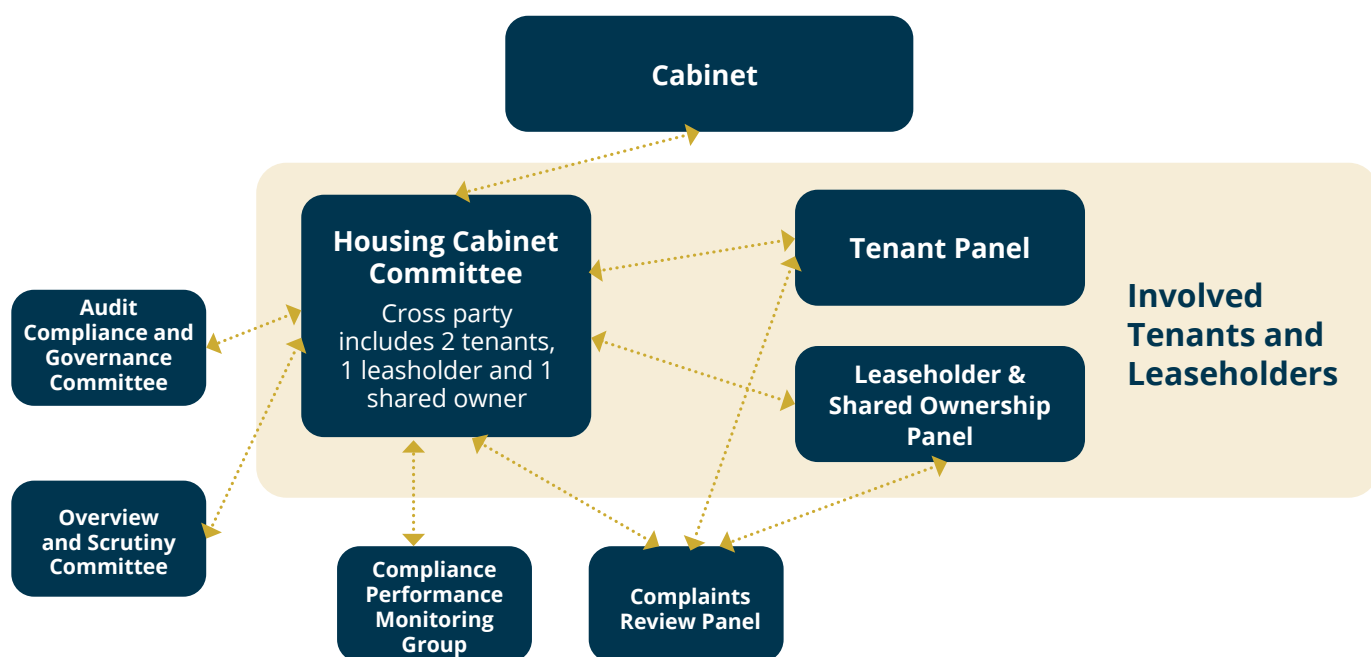 Cabinet
Housing Cabinet
Committee
Cross party
includes 2 tenants,
1 leasholder and 1
shared owner
Tenant Panel
Involved
Tenants and
Leaseholders
Audit
Compliance and
Governance
Committee
Leaseholder &
Shared Ownership
Panel
Overview
and Scrutiny
Committee
Compliance
Performance
Monitoring
Group
Complaints
Review Panel